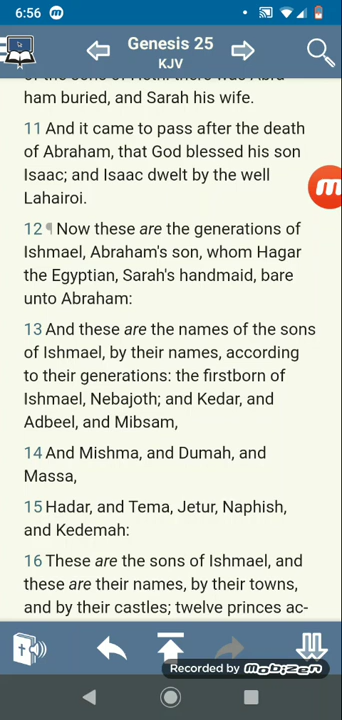 6:56
Genesis 25
KJV
ham buried, and Sarah his wife.
11 And it came to pass after the death
of Abraham, that God blessed his son
Isaac; and Isaac dwelt by the well
Lahairoi.
12 ¶ Now these are the generations of
Ishmael, Abraham's son, whom Hagar
the Egyptian, Sarah's handmaid, bare
unto Abraham:
13 And these are the names of the sons
of Ishmael, by their names, according
to their generations: the firstborn of
Ishmael, Nebajoth; and Kedar, and
Adbeel, and Mibsam,
14 And Mishma, and Dumah, and
Massa,
15 Hadar, and Tema, Jetur, Naphish,
and Kedemah:
16 These are the sons of Ishmael, and
these are their names, by their towns,
and by their castles; twelve princes ac-
Recorded by mobizen